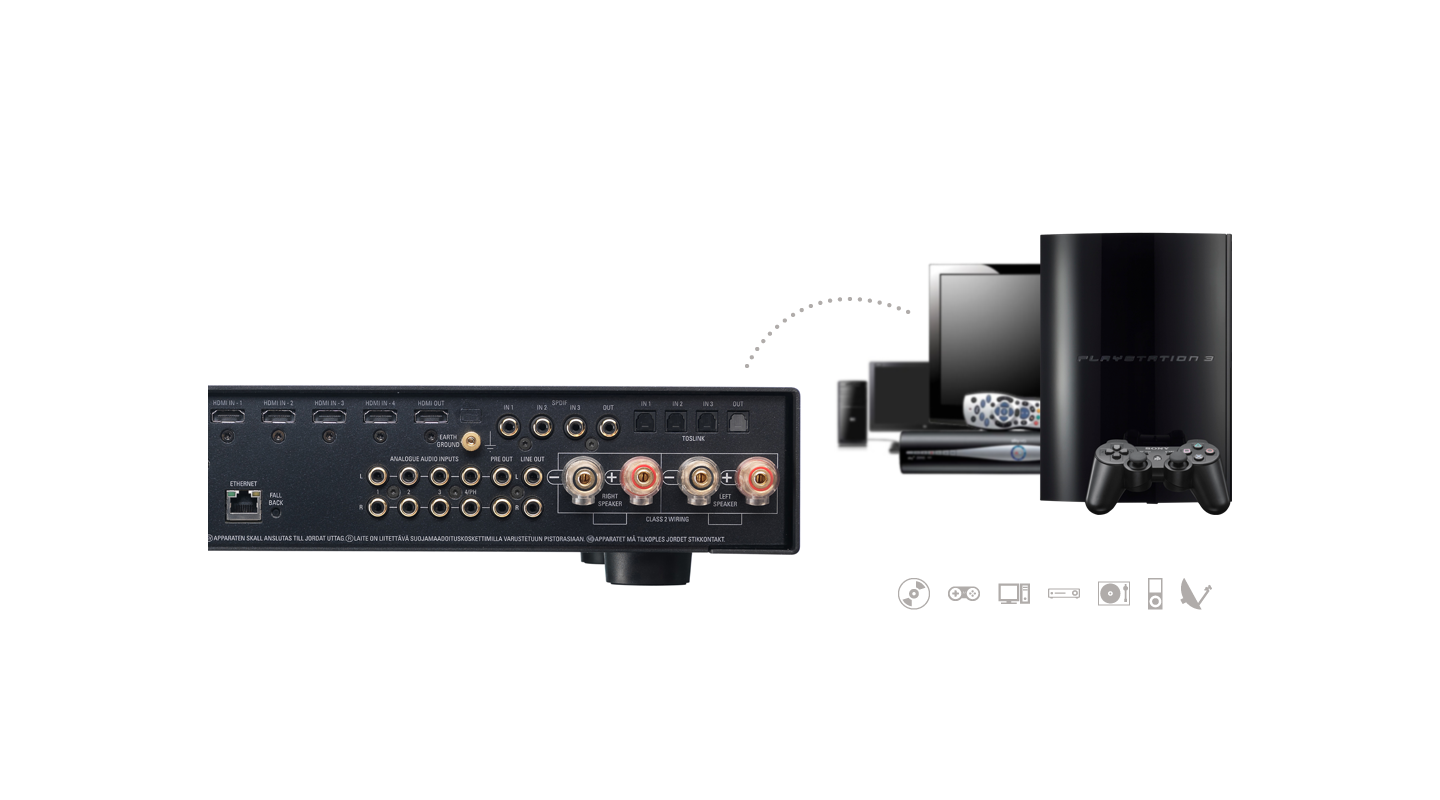 HDMI IN - 1 HDMI IN - 2 HDMI IN - 3 HDMI IN - 4 HDMI OUT
SPDIF
IN 1 IN 2 IN 3 OUT
IN 1 IN 2 IN 3 OUT
TOSLINK
EARTH
GROUND
ANALOGUE AUDIO INPUTS PRE OUT LINE OUT
L L
1 2 3 4/PH
R R
ETHERNET
FALL
BACK
− + − +
RIGHT
SPEAKER
LEFT
SPEAKER
CLASS 2 WIRING
APPARATEN SKALL ANSLUTAS TILL JORDAT UTTAG. LAITE ON LIITETTÄVÄ SUOJAMAADOITUSKOSKETTIMILLA VARUSTETUUN PISTORASIAAN. APPARATET MÅ TILKOPLES JORDET STIKKONTAKT.
PLAYSTATION 3
SONY